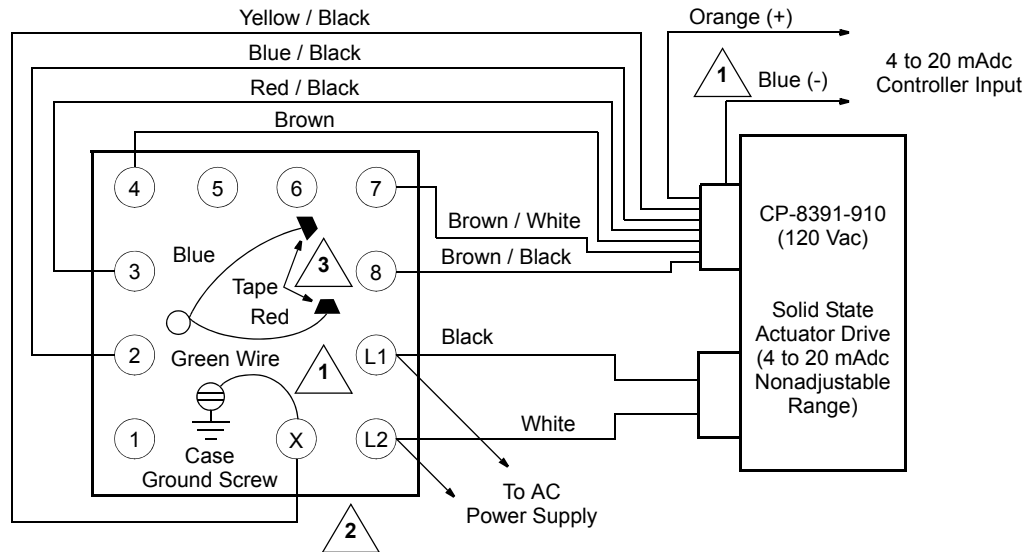 Yellow / Black
Orange (+)
Blue / Black
4 to 20 mAdc
Controller Input
1
Blue (-)
Red / Black
Brown
4
5
6
7
CP-8391-910
(120 Vac)
Brown / White
Blue
3
3
8
Brown / Black
Tape
Red
Solid State
Actuator Drive
(4 to 20 mAdc
Nonadjustable
Range)
2
Green Wire
1
L1
Black
1
Case
Ground Screw
X
L2
White
To AC
Power Supply
2